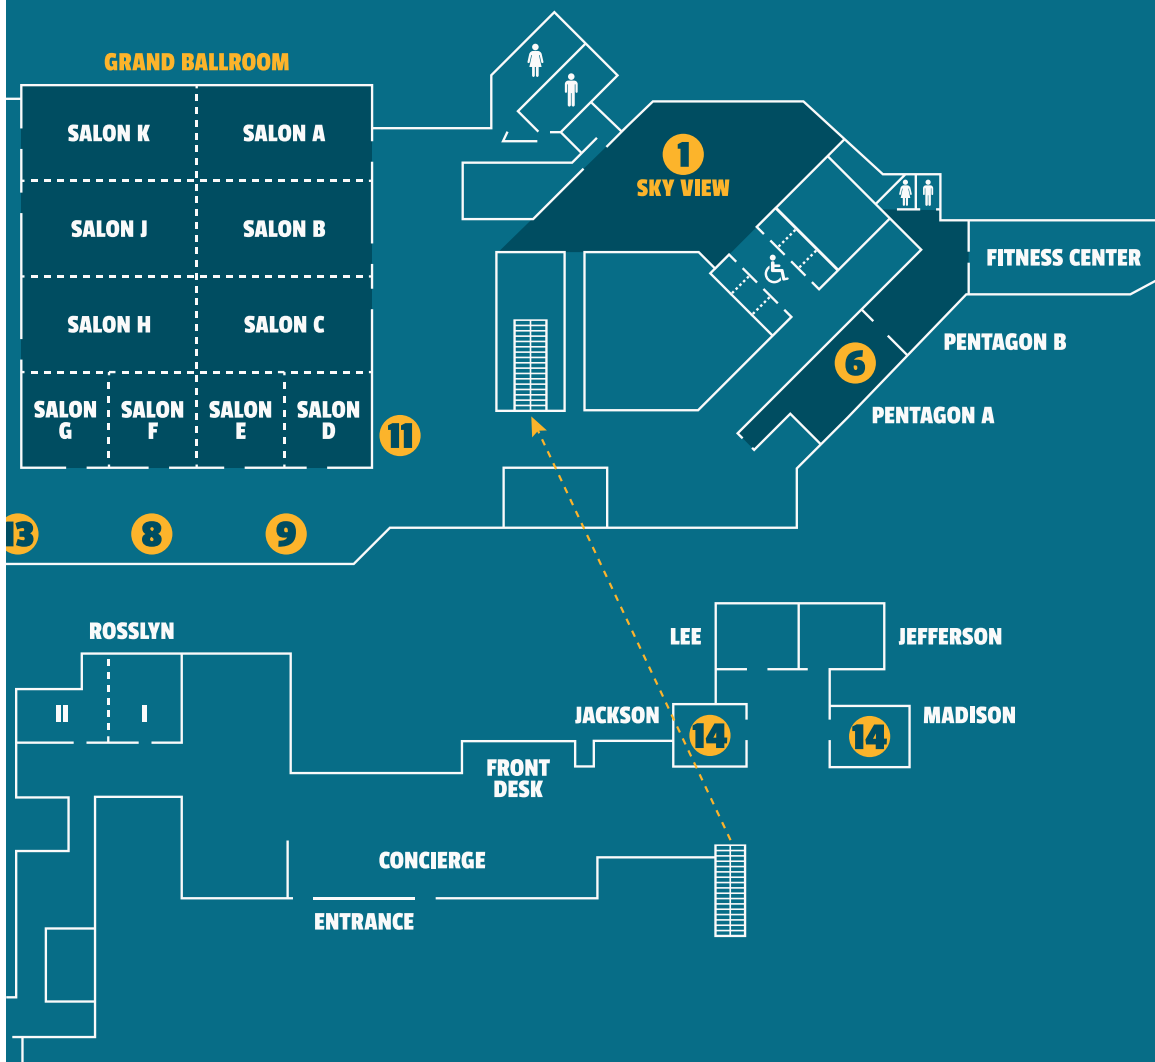 GRAND BALLROOM
SALON K
SALON A
1
SKY VIEW
SALON J
SALON B
FITNESS CENTER
SALON H
SALON C
PENTAGON B
6
SALON
G
SALON
F
SALON
E
SALON
D
PENTAGON A
11
13
8
9
ROSSLYN
LEE
JEFFERSON
II
I
JACKSON
14
14
MADISON
FRONT
DESK
CONCIERGE
ENTRANCE